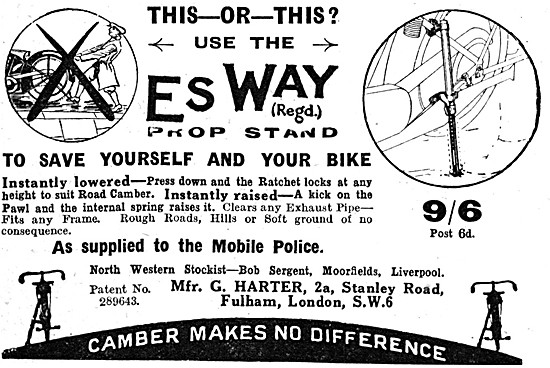 THIS—OR—THIS?
USE THE
ES WAY
(Regd.)
PROP STAND
TO SAVE YOURSELF AND YOUR BIKE
Instantly lowered—Press down and the Ratchet locks at any
height to suit Road Camber. Instantly raised—A kick on the
Pawl and the internal spring raises it. Clears any Exhaust Pipe—
Fits any Frame. Rough Roads, Hills or Soft ground of no
consequence.
9/6
Post 6d.
As supplied to the Mobile Police.
North Western Stockist—Bob Sergent, Moorfields, Liverpool.
Patent No.
289643.
Mfr. G. HARTER, 2a, Stanley Road,
Fulham, London, S.W.6
CAMBER MAKES NO DIFFERENCE